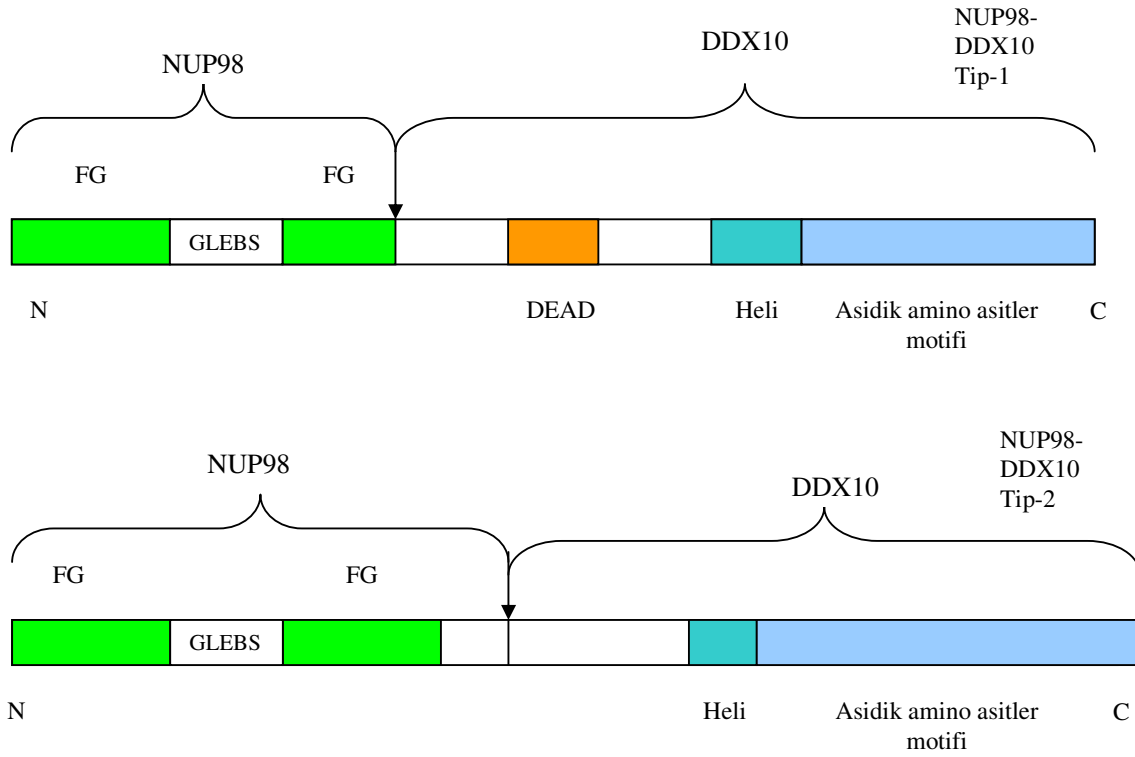 NUP98
DDX10
NUP98-
DDX10
Tip-1
FG
FG
GLEBS
N
DEAD
Heli
Asidik amino asitler
motifi
C
NUP98
DDX10
NUP98-
DDX10
Tip-2
FG
FG
GLEBS
N
Heli
Asidik amino asitler
motifi
C